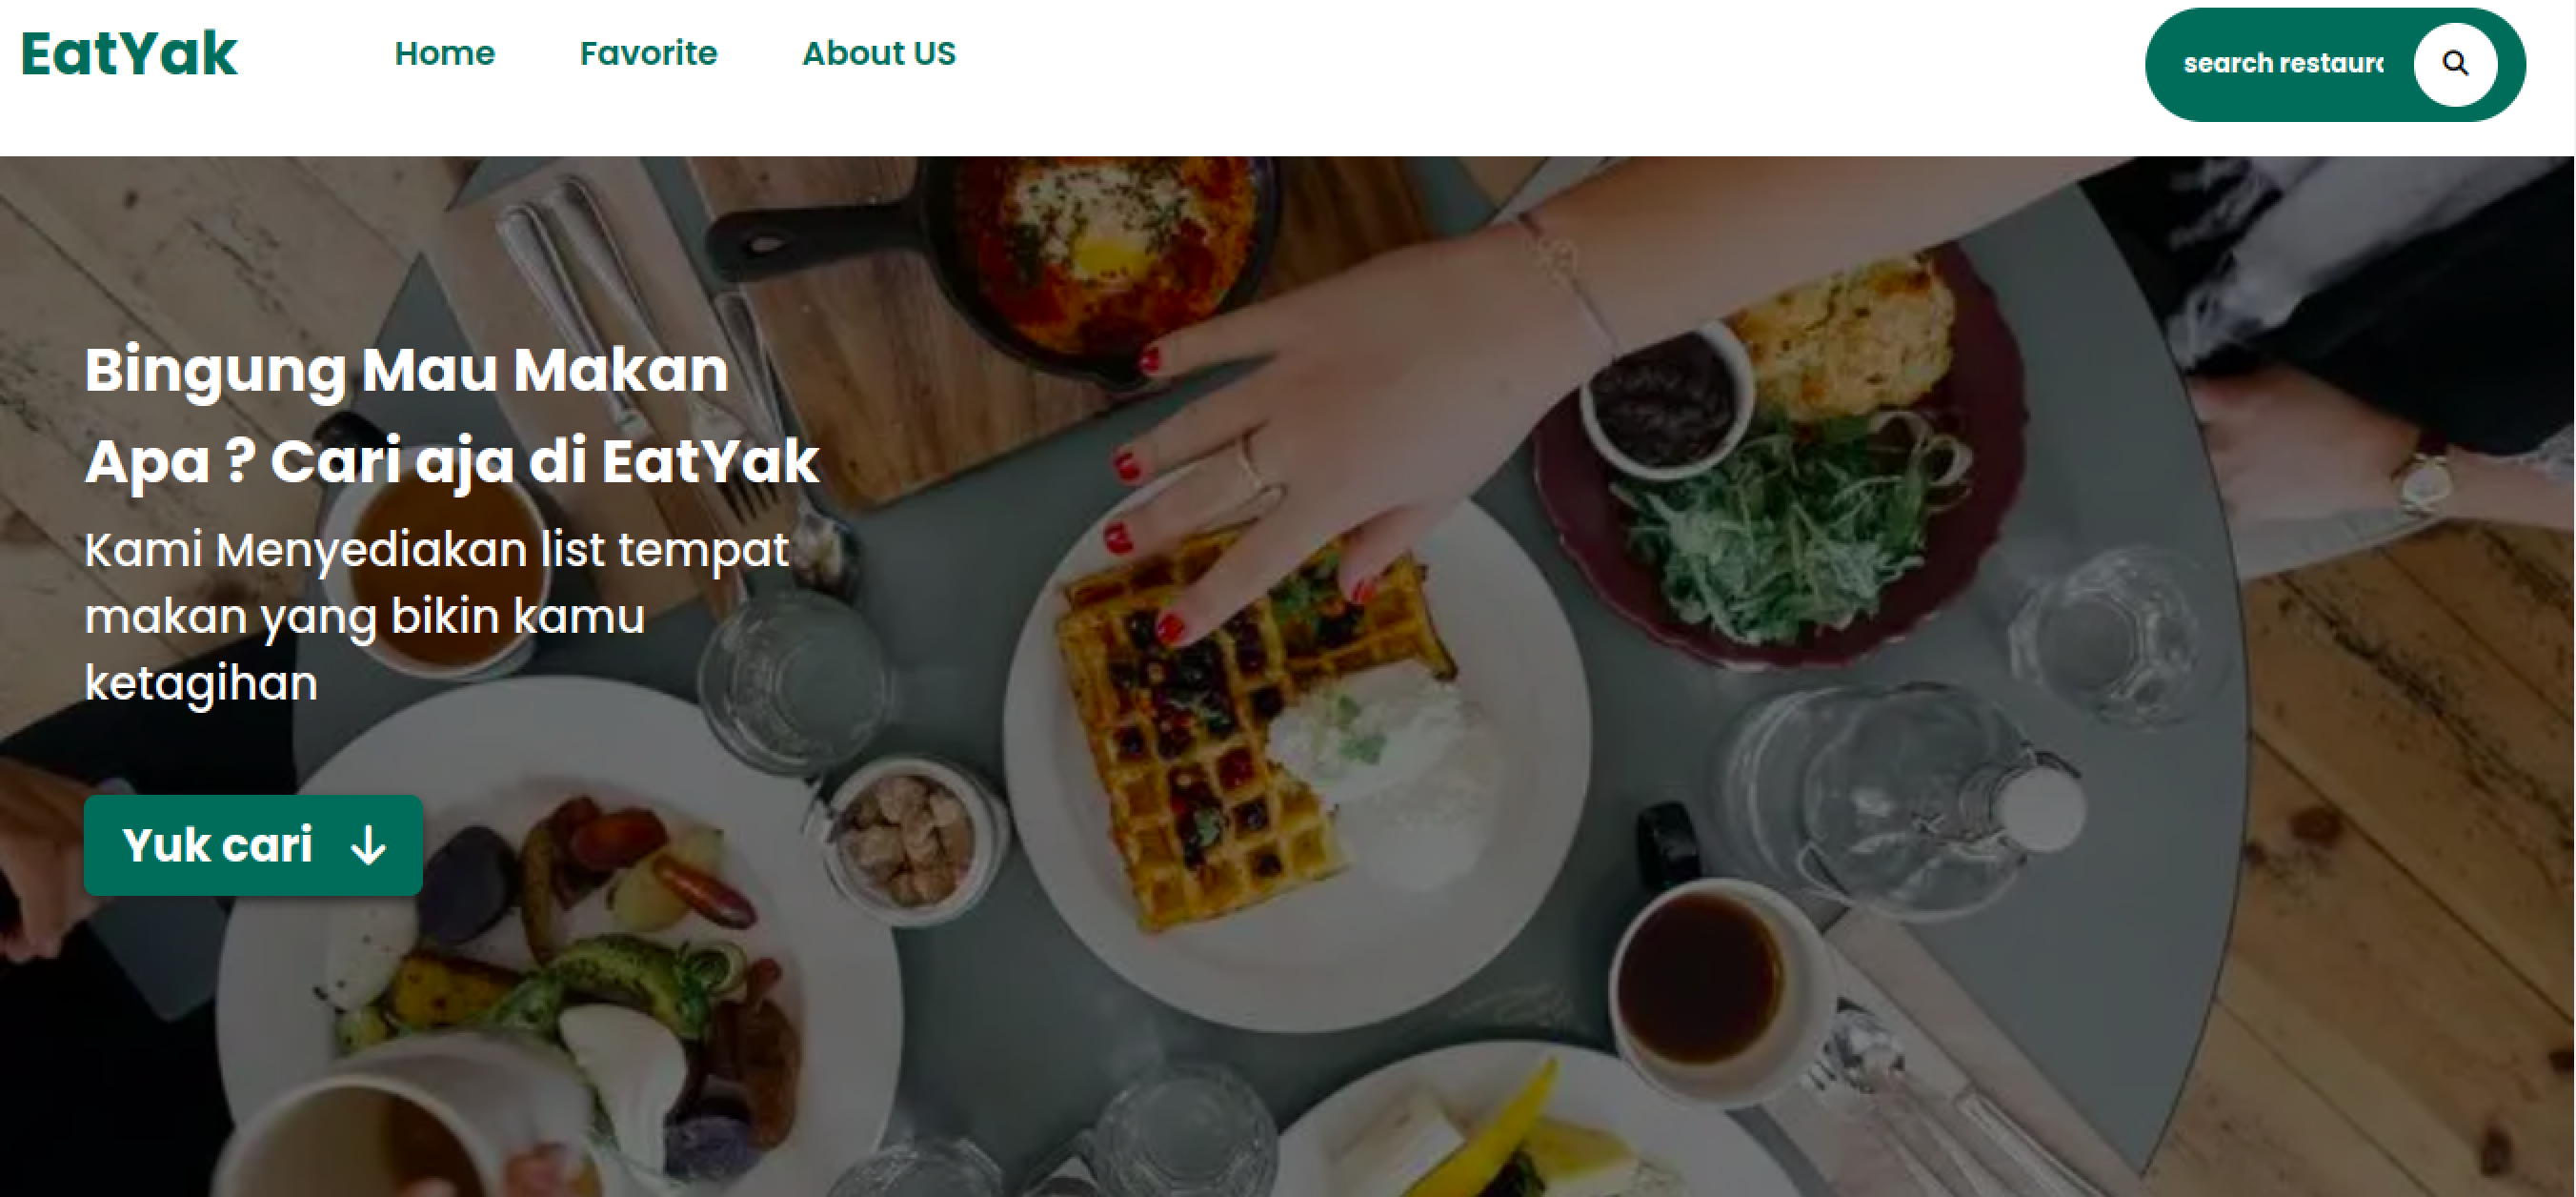 EatYak
Home
Favorite
About US
search restaura
Bingung Mau Makan
Apa ? Cari aja di EatYak
Kami Menyediakan list tempat
makan yang bikin kamu
ketagihan
Yuk cari